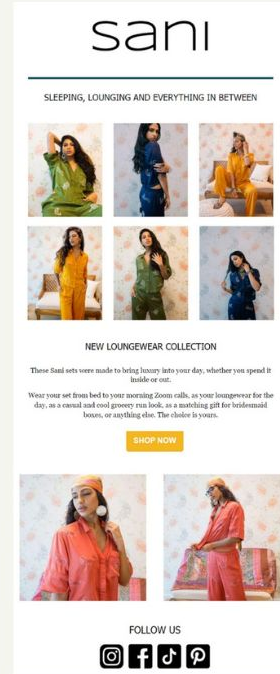 sani
SLEEPING, LOUNGING AND EVERYTHING IN BETWEEN
NEW LOUNGEWEAR COLLECTION
These Sani sets were made to bring luxury into your day, whether you spend it
inside or out.
Wear your set from bed to your morning Zoom calls, as your loungewear for the
day, as a casual and cool grocery run look, as a matching gift for bridesmaid
boxes, or anything else. The choice is yours.
SHOP NOW
FOLLOW US